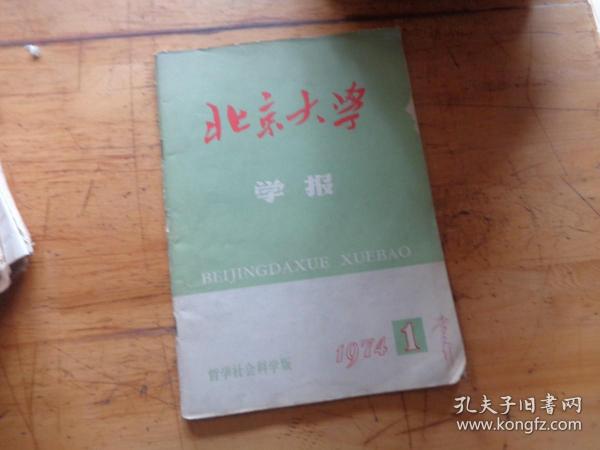 北京大学
学报
BEIJINGDAXUE XUEBAO
1974 1
哲学社会科学版
孔夫子旧书网
www.kongfz.com